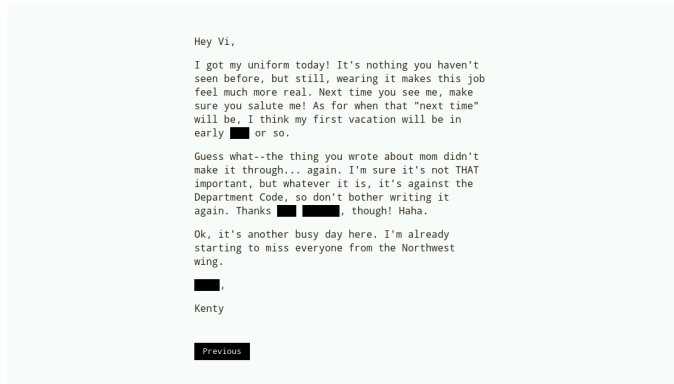 Hey Vi,
I got my uniform today! It's nothing you haven't
seen before, but still, wearing it makes this job
feel much more real. Next time you see me, make
sure you salute me! As for when that "next time"
will be, I think my first vacation will be in
early or so.
Guess what--the thing you wrote about mom didn't
make it through... again. I'm sure it's not THAT
important, but whatever it is, it's against the
Department Code, so don't bother writing it
again. Thanks , though! Haha.
Ok, it's another busy day here. I'm already
starting to miss everyone from the Northwest
wing.
,
Kenty
Previous